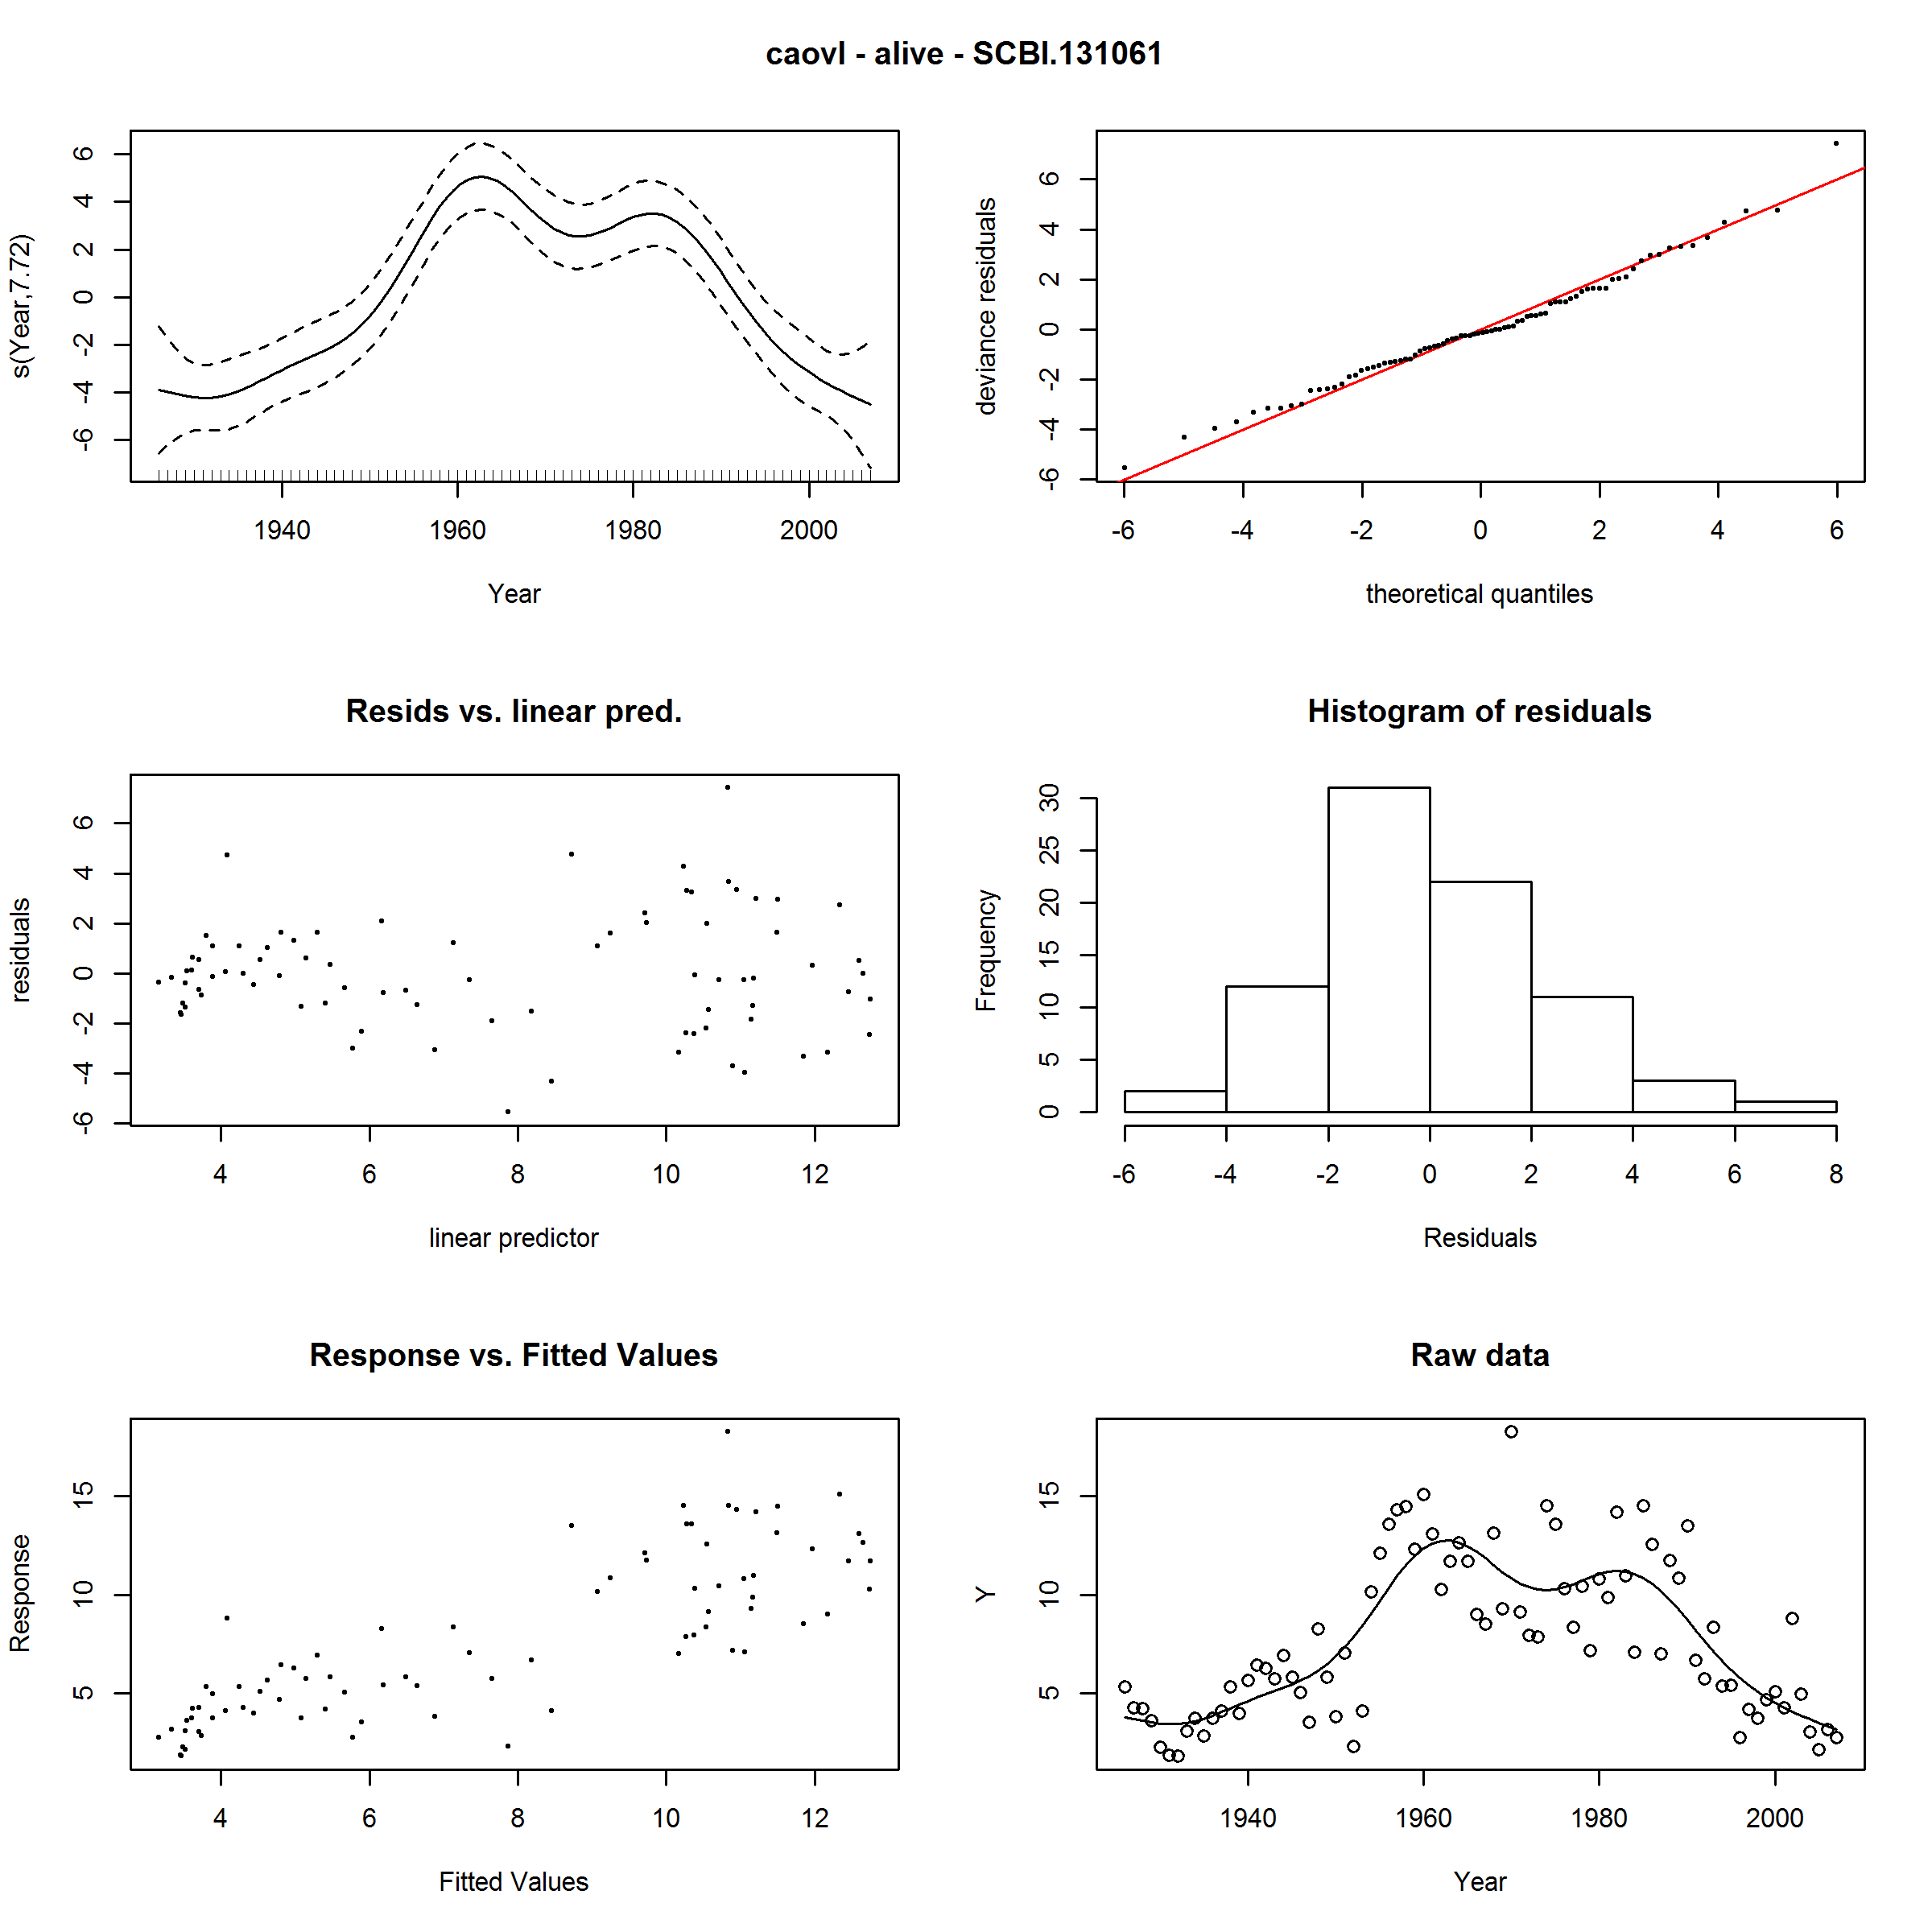 caovl - alive - SCBI.131061
s(Year,7.72)
6
4
2
0
-2
-4
-6
1940 1960 1980 2000
Year
deviance residuals
6
4
2
0
-2
-4
-6
-6 -4 -2 0 2 4 6
theoretical quantiles
Resids vs. linear pred.
residuals
6
4
2
0
-2
-4
-6
4 6 8 10 12
linear predictor
Histogram of residuals
Frequency
30
25
20
15
10
5
0
-6 -4 -2 0 2 4 6 8
Residuals
Response vs. Fitted Values
Response
15
10
5
4 6 8 10 12
Fitted Values
Raw data
Y
15
10
5
1940 1960 1980 2000
Year